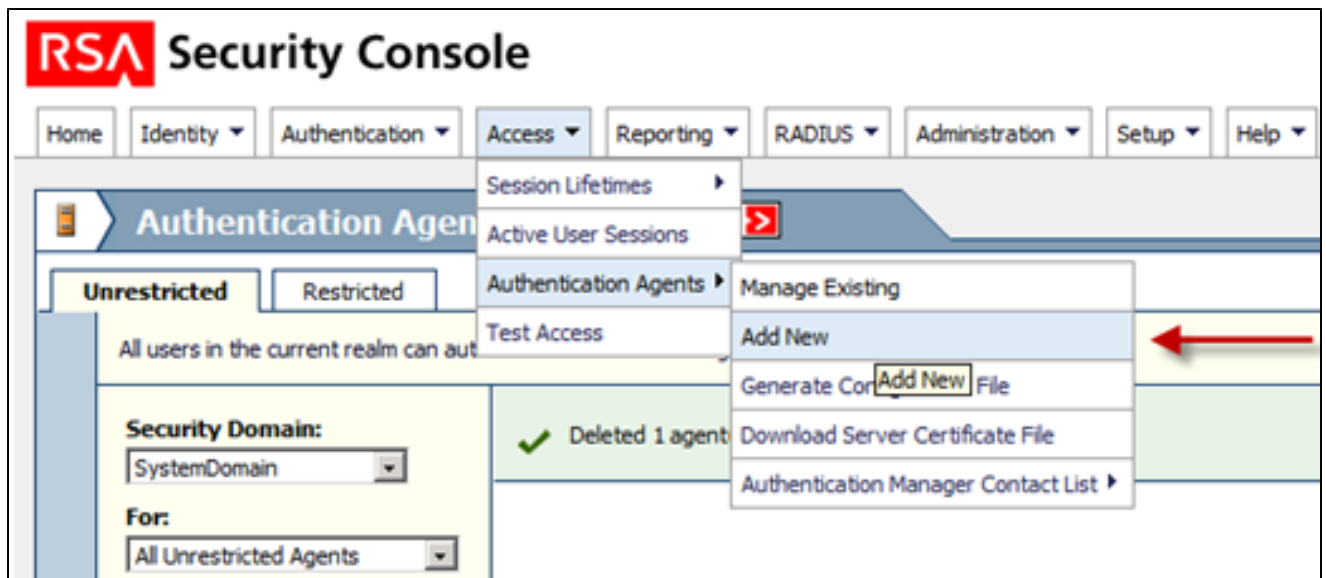 RSA Security Console
Home Identity Authentication Access Reporting RADIUS Administration Setup Help
Session Lifetimes
Authentication Agen
Active User Sessions
Unrestricted Restricted
Authentication Agents
Manage Existing
Test Access
Add New
All users in the current realm can aut
Add New
Generate Con File
Security Domain:
SystemDomain
Deleted 1 agent
Download Server Certificate File
Authentication Manager Contact List
For:
All Unrestricted Agents